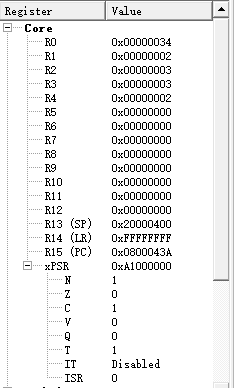 Register Value
Core
R0 0x00000034
R1 0x00000002
R2 0x00000003
R3 0x00000003
R4 0x00000002
R5 0x00000000
R6 0x00000000
R7 0x00000000
R8 0x00000000
R9 0x00000000
R10 0x00000000
R11 0x00000000
R12 0x00000000
R13 (SP) 0x20000400
R14 (LR) 0xFFFFFFFF
R15 (PC) 0x0800043A
xPSR 0xA1000000
N 1
Z 0
C 1
V 0
Q 0
T 1
IT Disabled
ISR 0